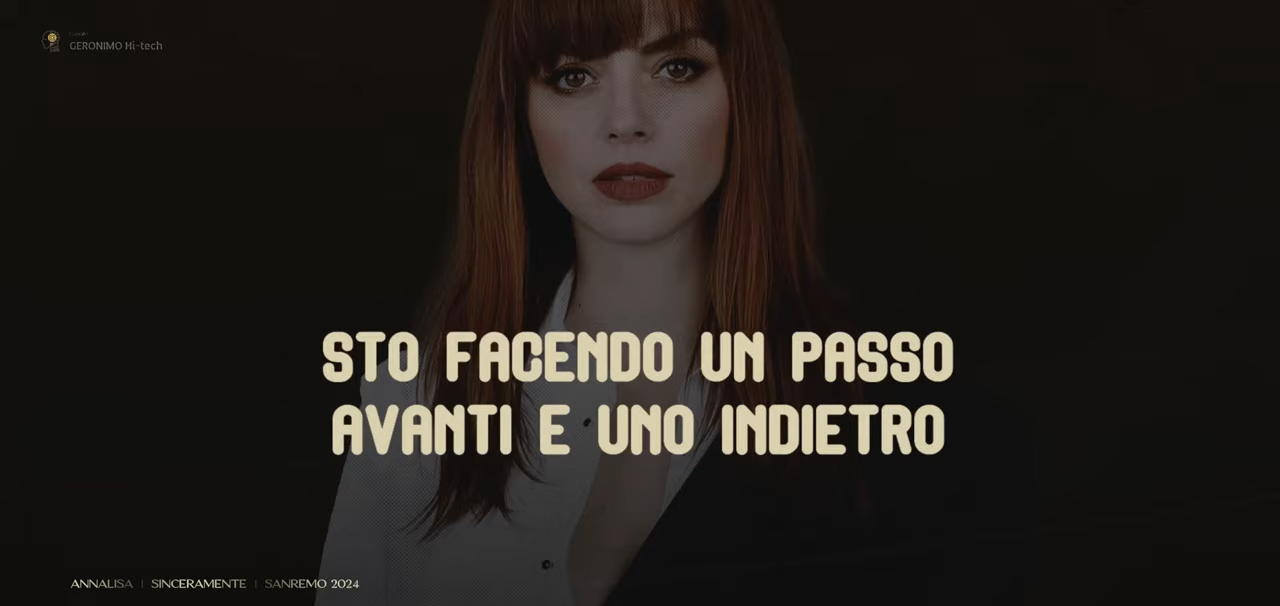 GERONIMO Hi-tech
STO FACENDO UN PASSO
AVANTI E UNO INDIETRO
ANNALISA | SINCERAMENTE | SANREMO 2024